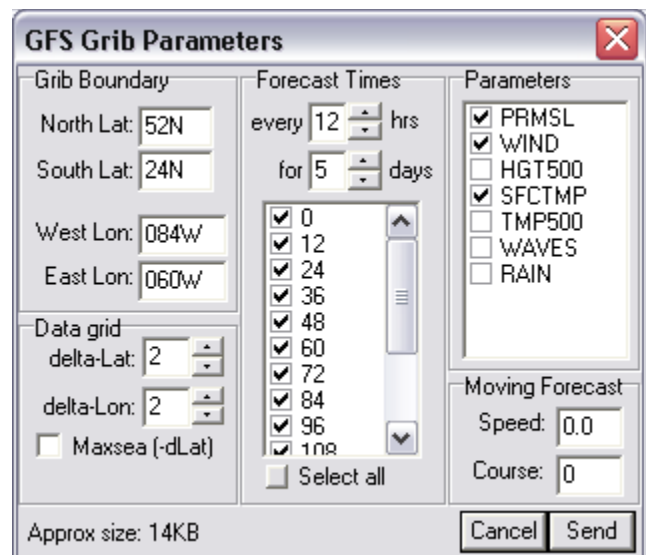 GFS Grib Parameters
Grib Boundary
North Lat: 52N
South Lat: 24N
West Lon: 084W
East Lon: 060W
Data grid
delta-Lat: 2
delta-Lon: 2
Maxsea (-dLat)
Forecast Times
every 12 hrs
for 5 days
0
12
24
36
48
60
72
84
96
108
Select all
Parameters
PRMSL
WIND
HGT500
SFCTMP
TMP500
WAVES
RAIN
Moving Forecast
Speed: 0.0
Course: 0
Approx size: 14KB
Cancel
Send